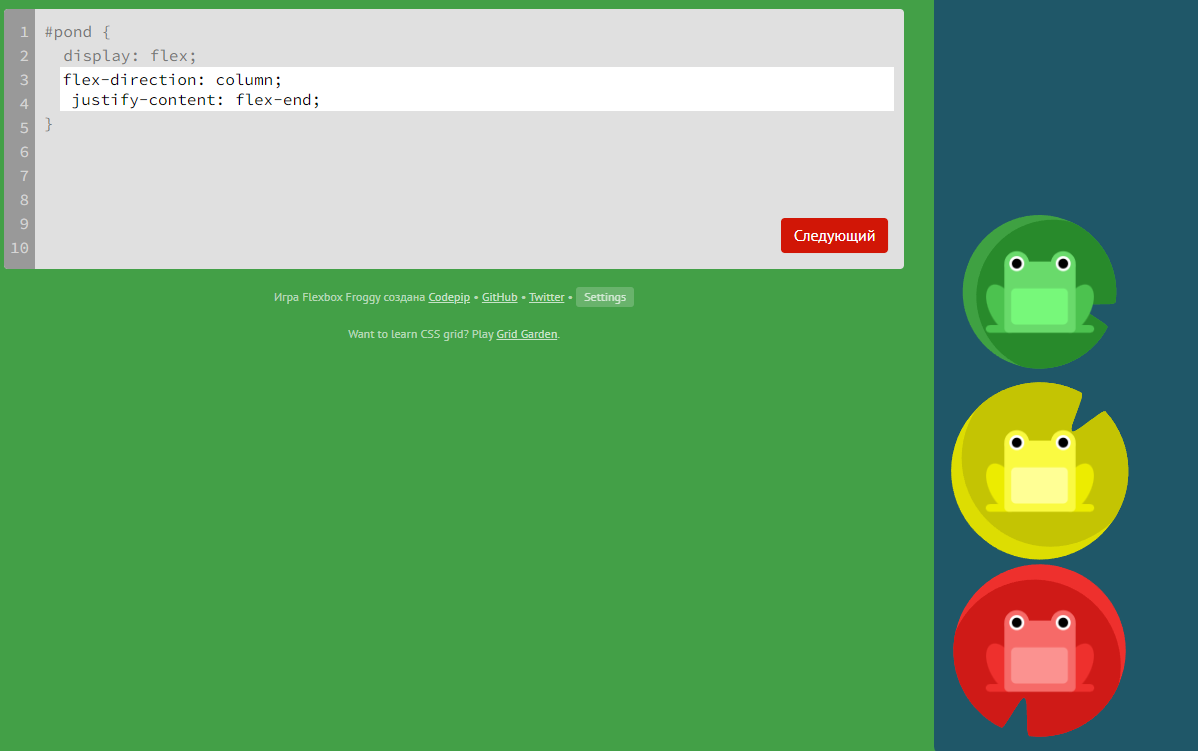 1 #pond {
2 display: flex;
3 flex-direction: column;
4 justify-content: flex-end;
5 }
6
7
8
9
10
Следующий
Игра Flexbox Froggy создана Codepip • GitHub • Twitter • Settings
Want to learn CSS grid? Play Grid Garden.